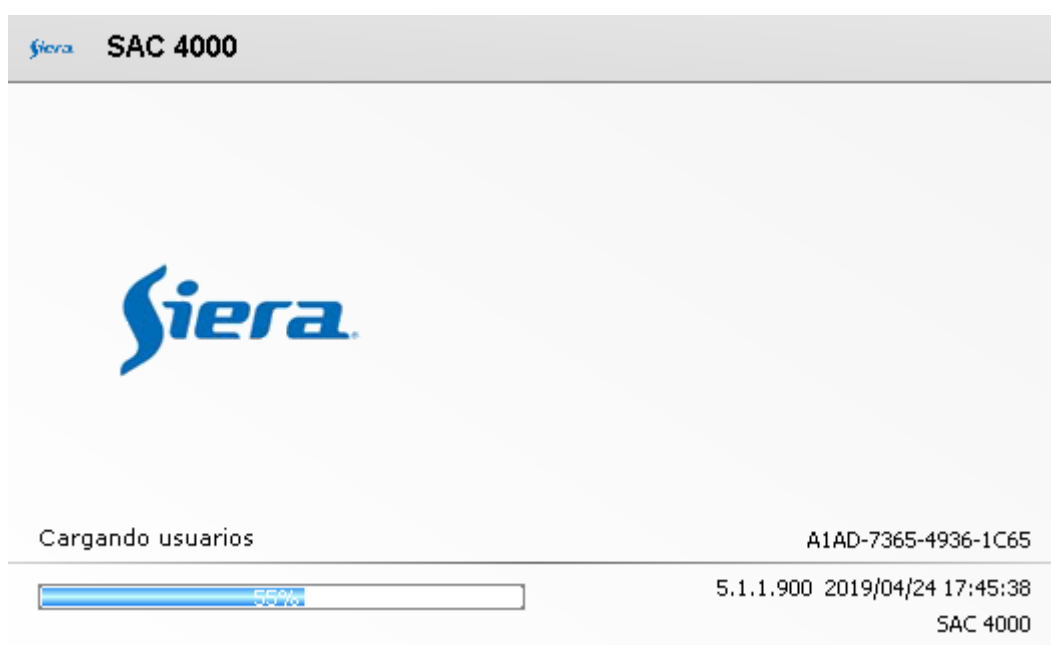 Siera SAC 4000
Siera
Cargando usuarios
A1AD-7365-4936-1C65
55%
5.1.1.900 2019/04/24 17:45:38
SAC 4000